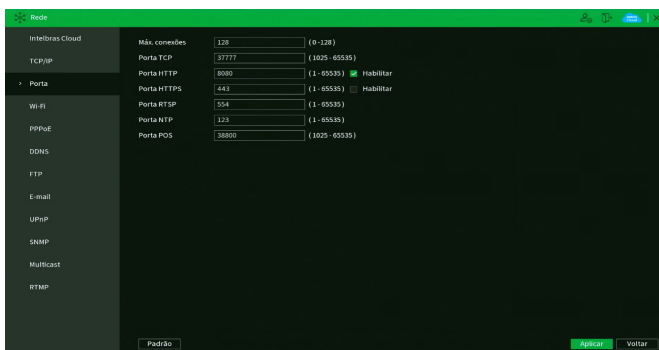 Rede
Intelbras Cloud
TCP/IP
> Porta
Wi-Fi
PPPoE
DDNS
FTP
E-mail
UPnP
SNMP
Multicast
RTMP
Máx. conexões 128 (0-128)
Porta TCP 37777 (1025-65535)
Porta HTTP 8080 (1-65535) Habilitar
Porta HTTPS 443 (1-65535) Habilitar
Porta RTSP 554 (1-65535)
Porta NTP 123 (1-65535)
Porta POS 38800 (1025-65535)
Padrão Aplicar Voltar